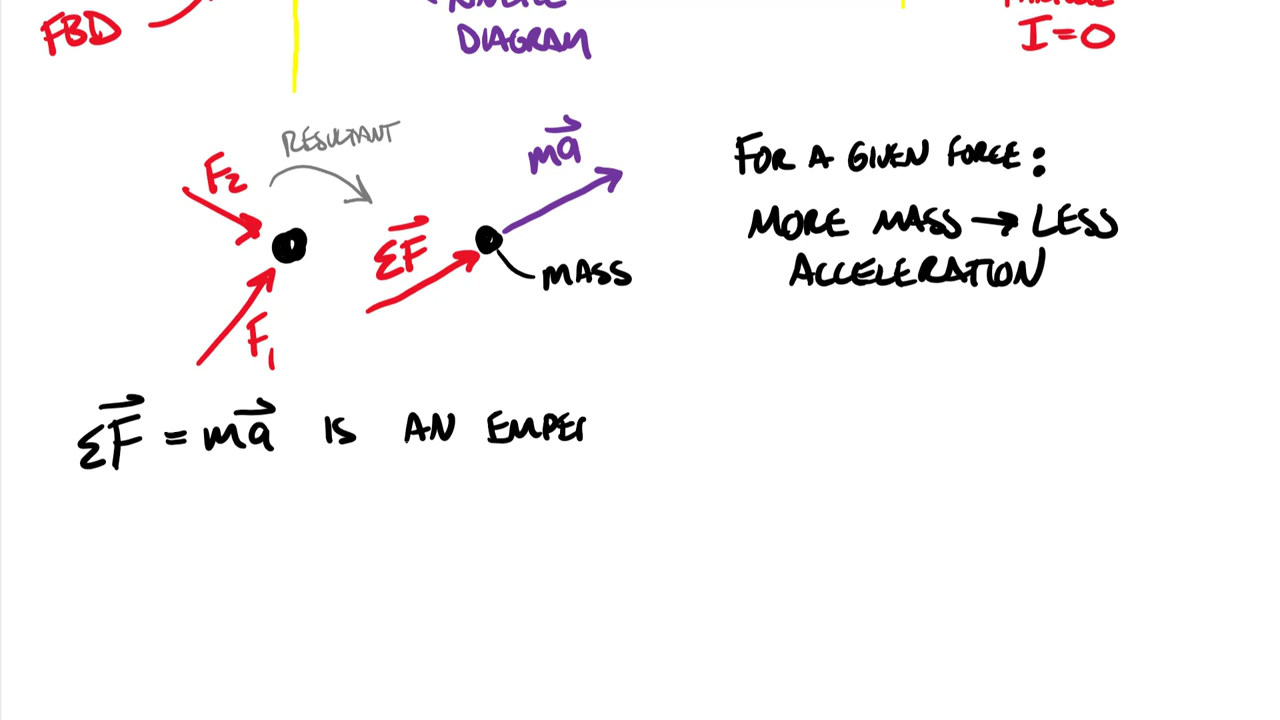 FBD
DIAGRAM
I=0
RESULTANT
F₂
ma⃗
ΣF⃗
MASS
F₁
FOR A GIVEN FORCE:
MORE MASS → LESS
ACCELERATION
ΣF⃗ = ma⃗ IS AN EMPE